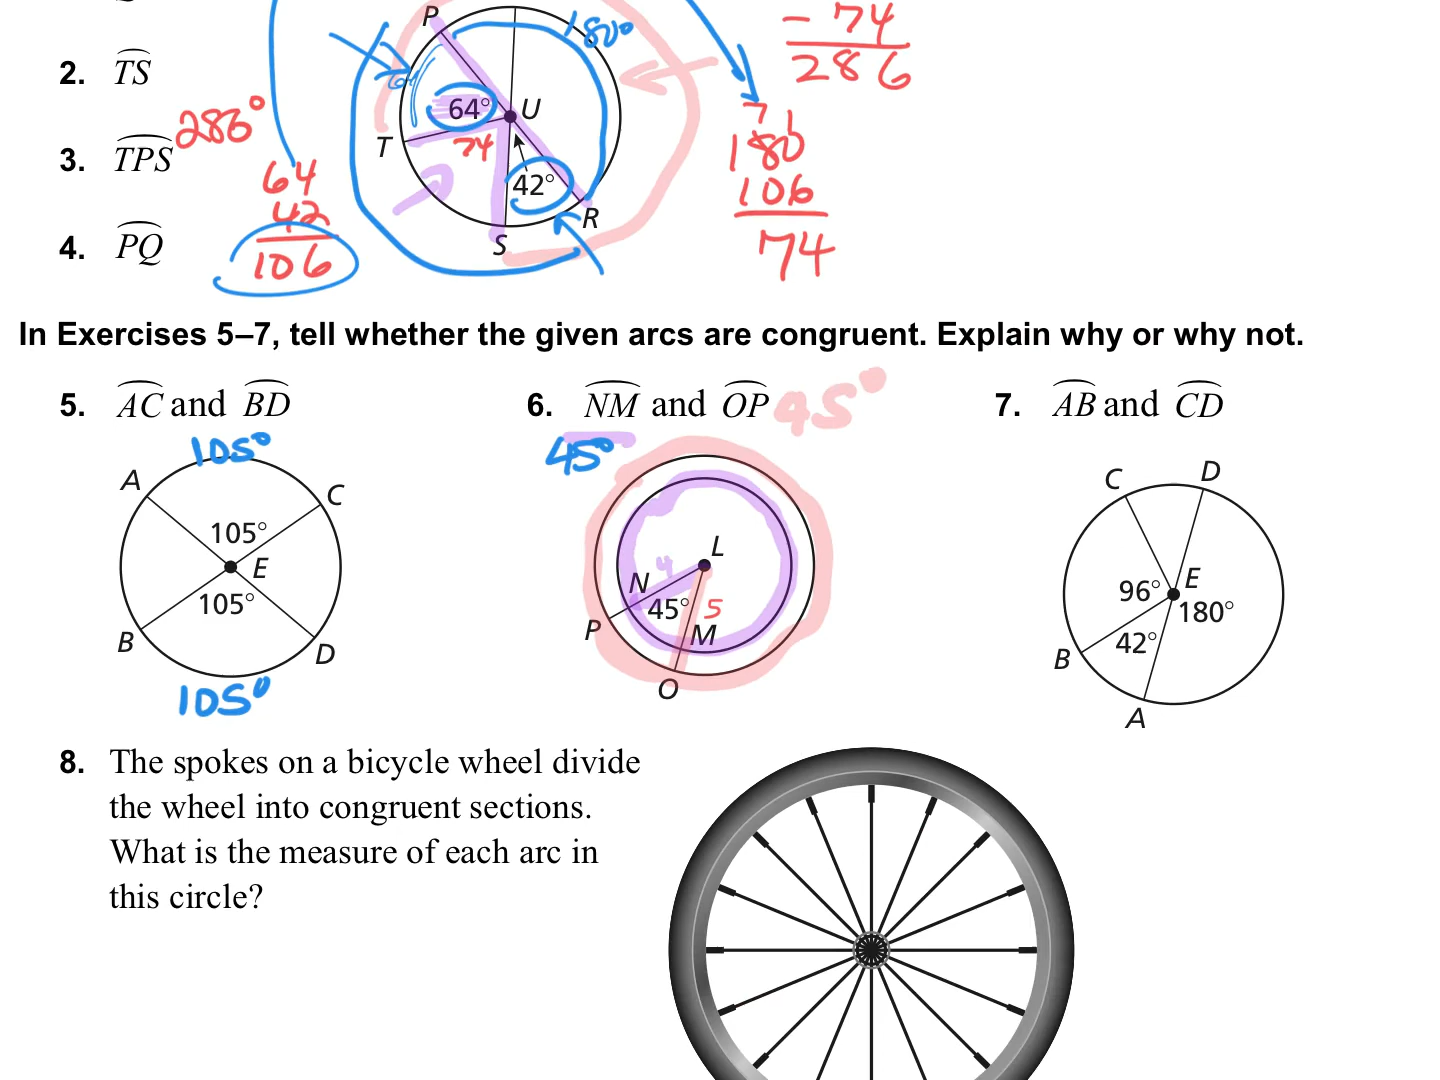 P
180°
- 74
286
2. TS
64° U
T
74
3. TPS 286°
7 1
180
106
74
64
42
106
42°
R
4. PQ
S
In Exercises 5–7, tell whether the given arcs are congruent. Explain why or why not.
5. AC and BD
6. NM and OP 45°
7. AB and CD
105°
45°
A
C
105°
E
105°
B
D
105°
L
4
N
45° 5
P
M
O
C
D
96° E
180°
42°
B
A
8. The spokes on a bicycle wheel divide
the wheel into congruent sections.
What is the measure of each arc in
this circle?